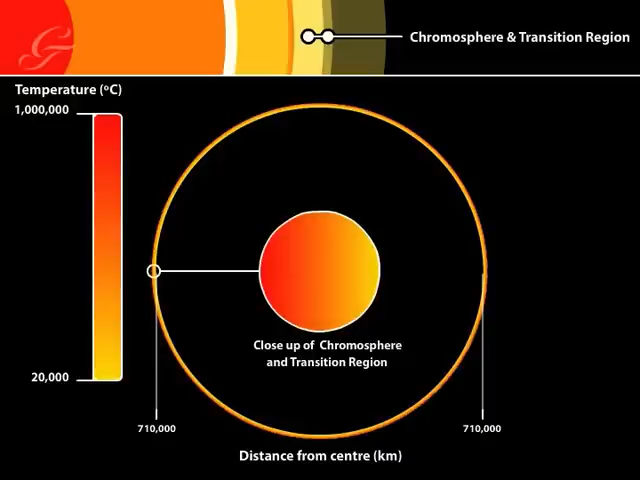 Chromosphere & Transition Region
Temperature (ºC)
1,000,000
20,000
Close up of Chromosphere
and Transition Region
710,000
710,000
Distance from centre (km)